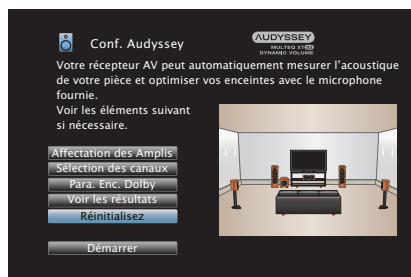 Conf. Audyssey
AUDYSSEY
MULTEQ XT32
DYNAMIC VOLUME
Votre récepteur AV peut automatiquement mesurer l'acoustique
de votre pièce et optimiser vos enceintes avec le microphone
fournie.
Voir les éléments suivant
si nécessaire.
Affectation des Amplis
Sélection des canaux
Para. Enc. Dolby
Voir les résultats
Réinitialisez
Démarrer